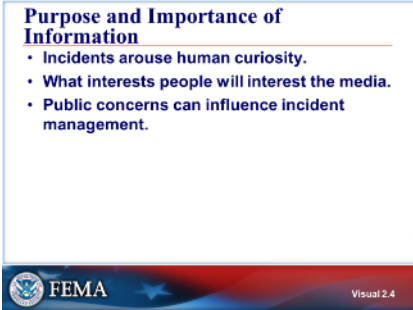 Purpose and Importance of
Information
• Incidents arouse human curiosity.
• What interests people will interest the media.
• Public concerns can influence incident
management.
FEMA
Visual 2.4